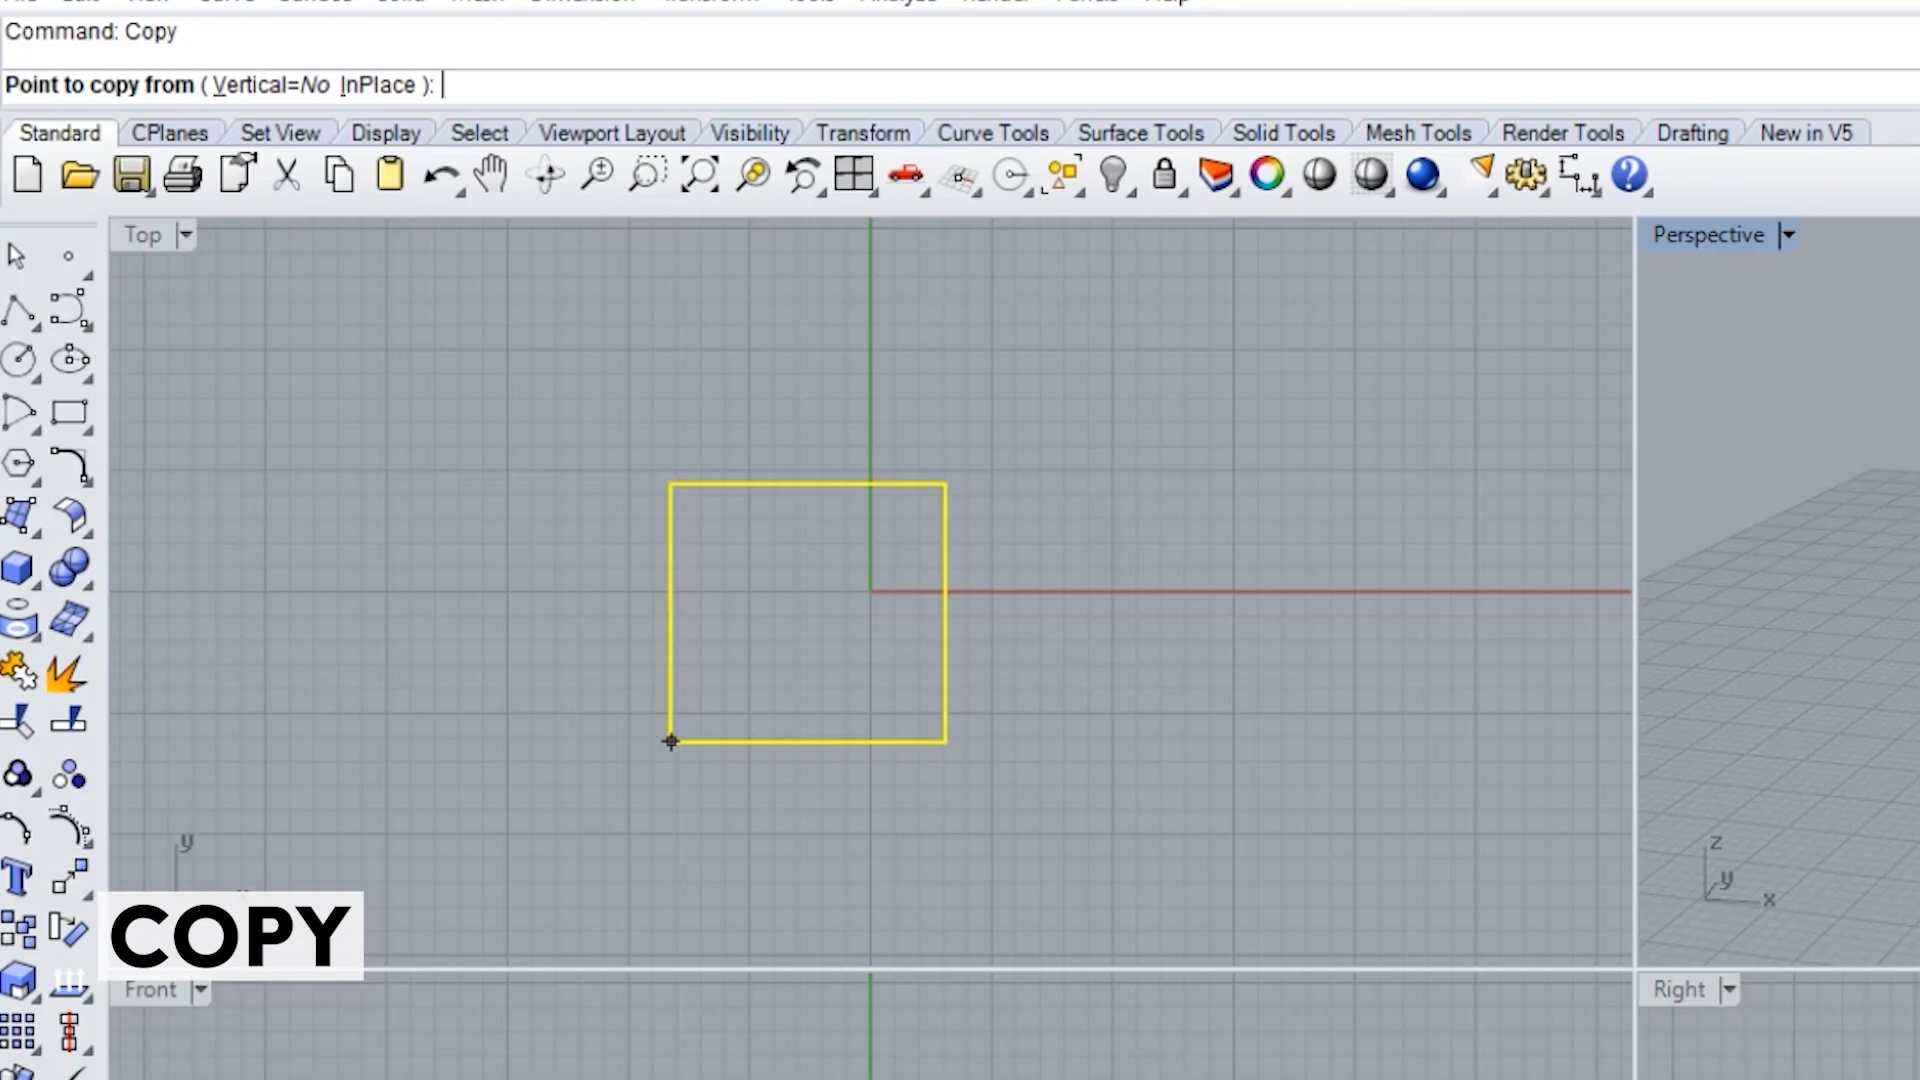 Command: Copy
Point to copy from ( Vertical=No InPlace ):
Standard CPlanes Set View Display Select Viewport Layout Visibility Transform Curve Tools Surface Tools Solid Tools Mesh Tools Render Tools Drafting New in V5
Top
Perspective
y
z
y
x
COPY
Front
Right